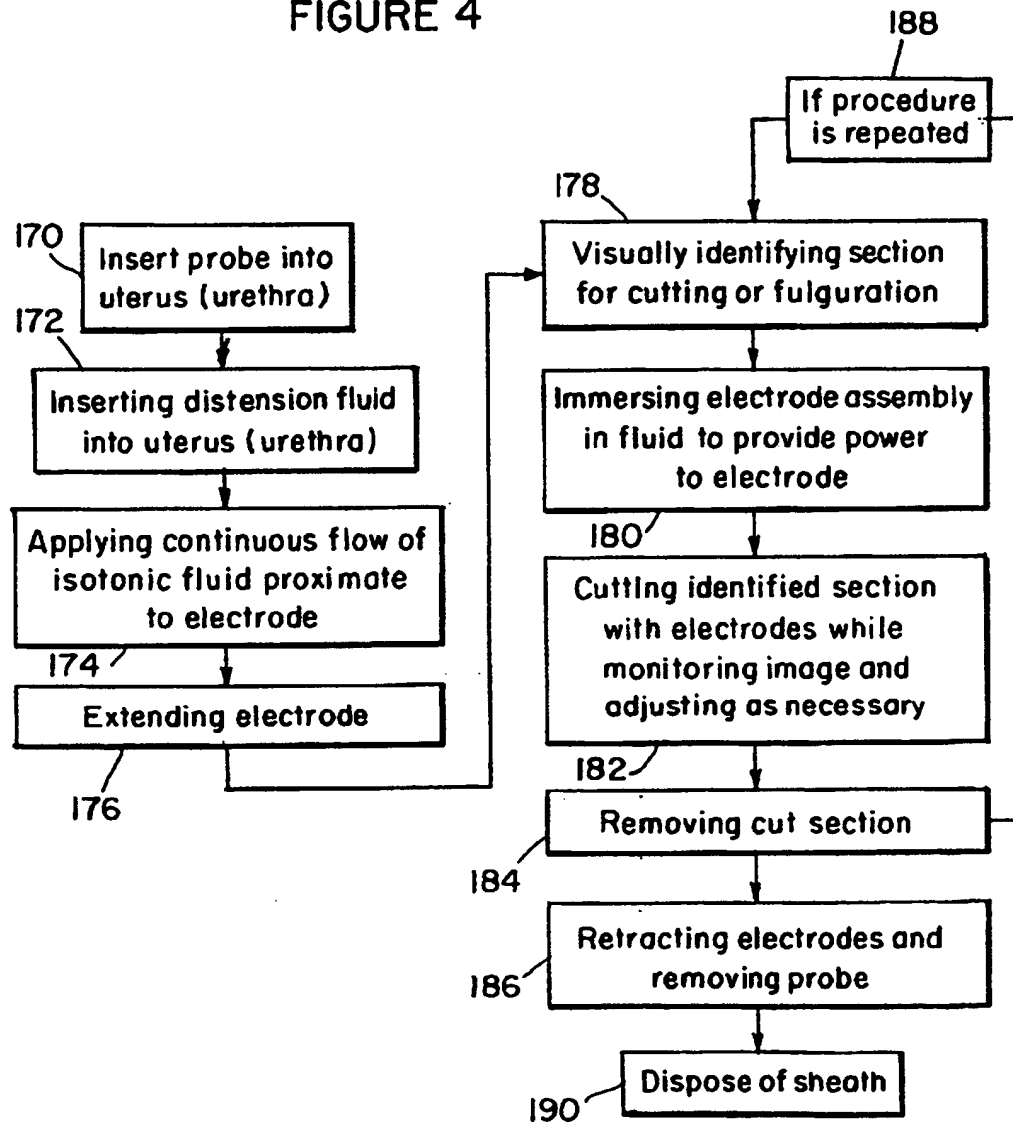 FIGURE 4
170
Insert probe into
uterus (urethra)
172
Inserting distension fluid
into uterus (urethra)
Applying continuous flow of
isotonic fluid proximate
to electrode
174
Extending electrode
176
188
If procedure
is repeated
178
Visually identifying section
for cutting or fulguration
Immersing electrode assembly
in fluid to provide power
to electrode
180
Cutting identified section
with electrodes while
monitoring image and
adjusting as necessary
182
Removing cut section
184
Retracting electrodes and
removing probe
186
Dispose of sheath
190